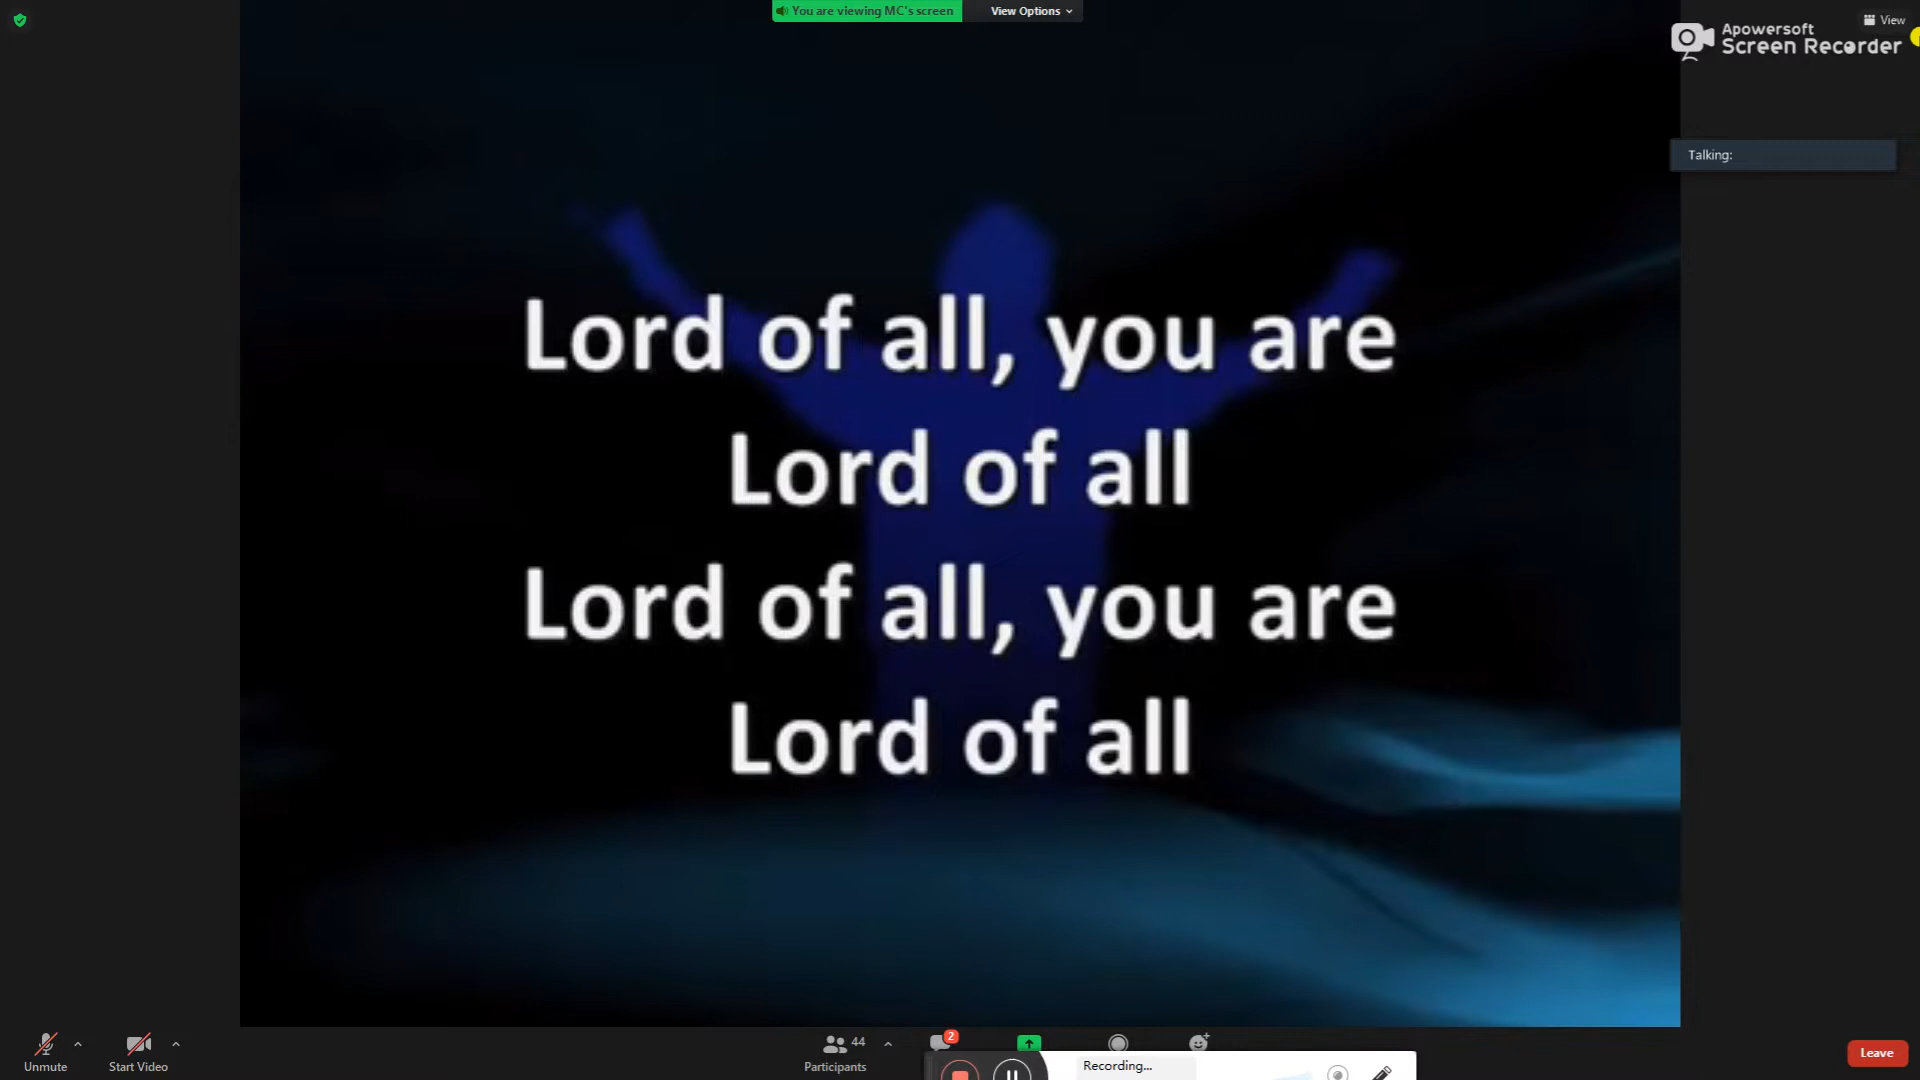 You are viewing MC's screen
View Options
View
Apowersoft
Screen Recorder
Talking:
Lord of all, you are
Lord of all
Lord of all, you are
Lord of all
44
2
Unmute
Start Video
Participants
Recording...
Leave